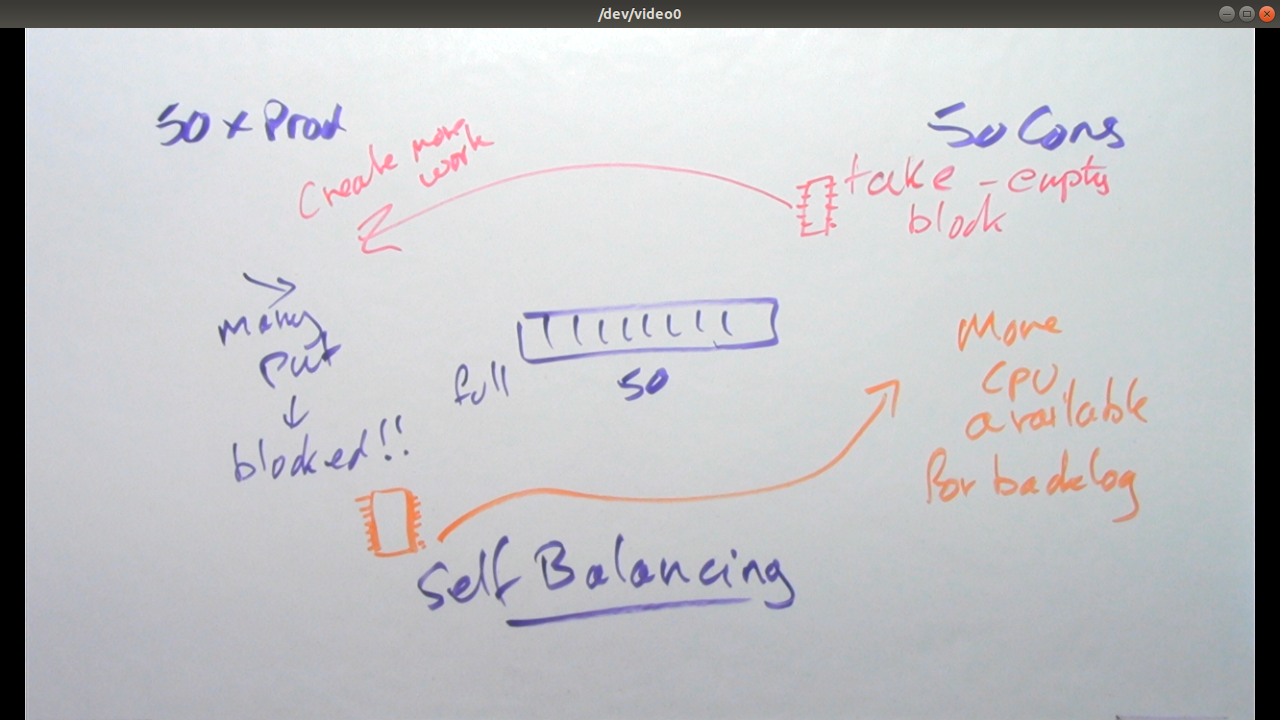 /dev/video0
50 x Prod
50 Cons
Create more
work
take - empty
block
many
put
blocked!!
full
50
More
CPU
available
for backlog
Self Balancing